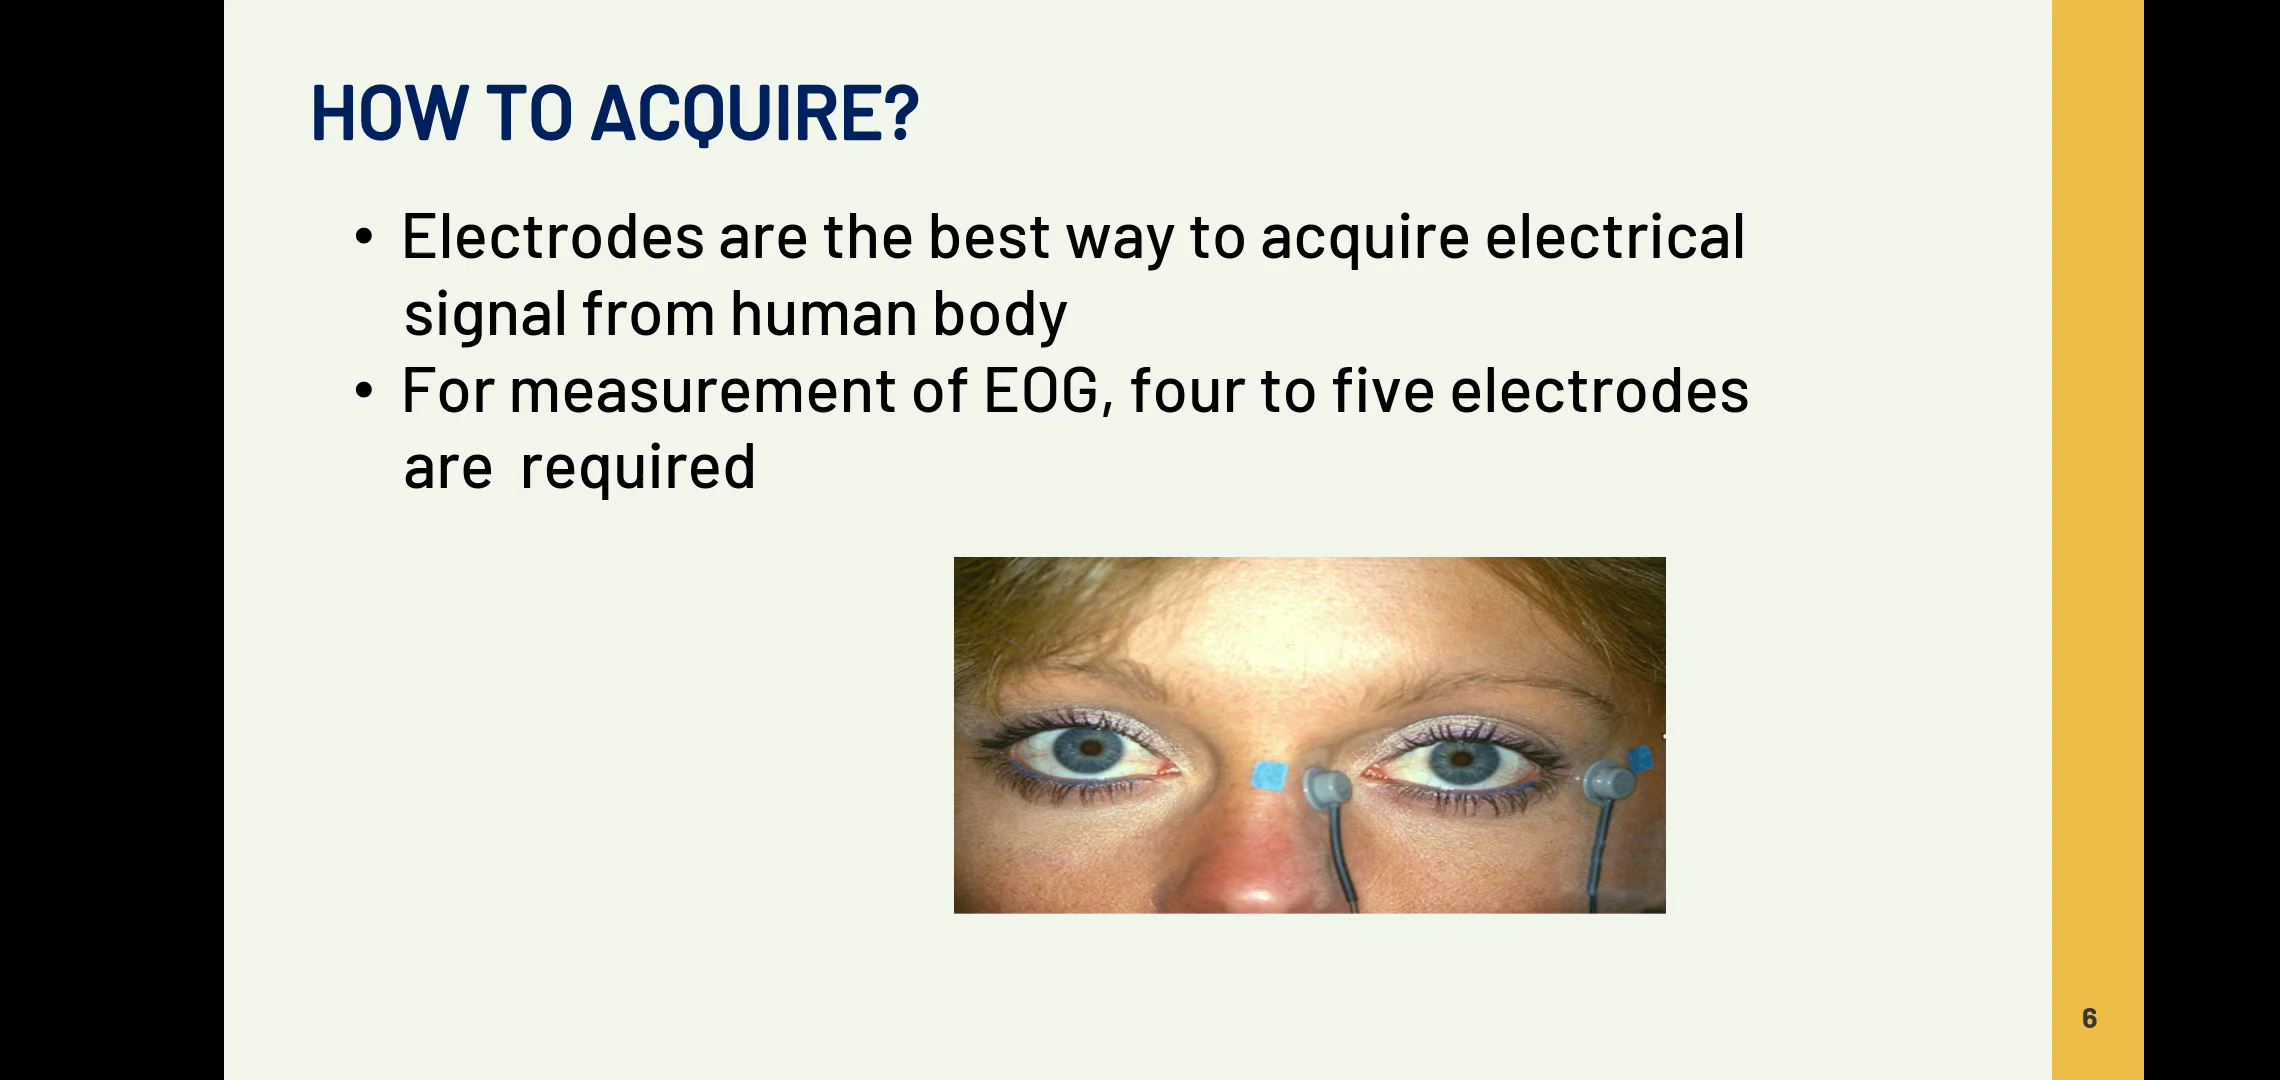 HOW TO ACQUIRE?
• Electrodes are the best way to acquire electrical
signal from human body
• For measurement of EOG, four to five electrodes
are  required
6